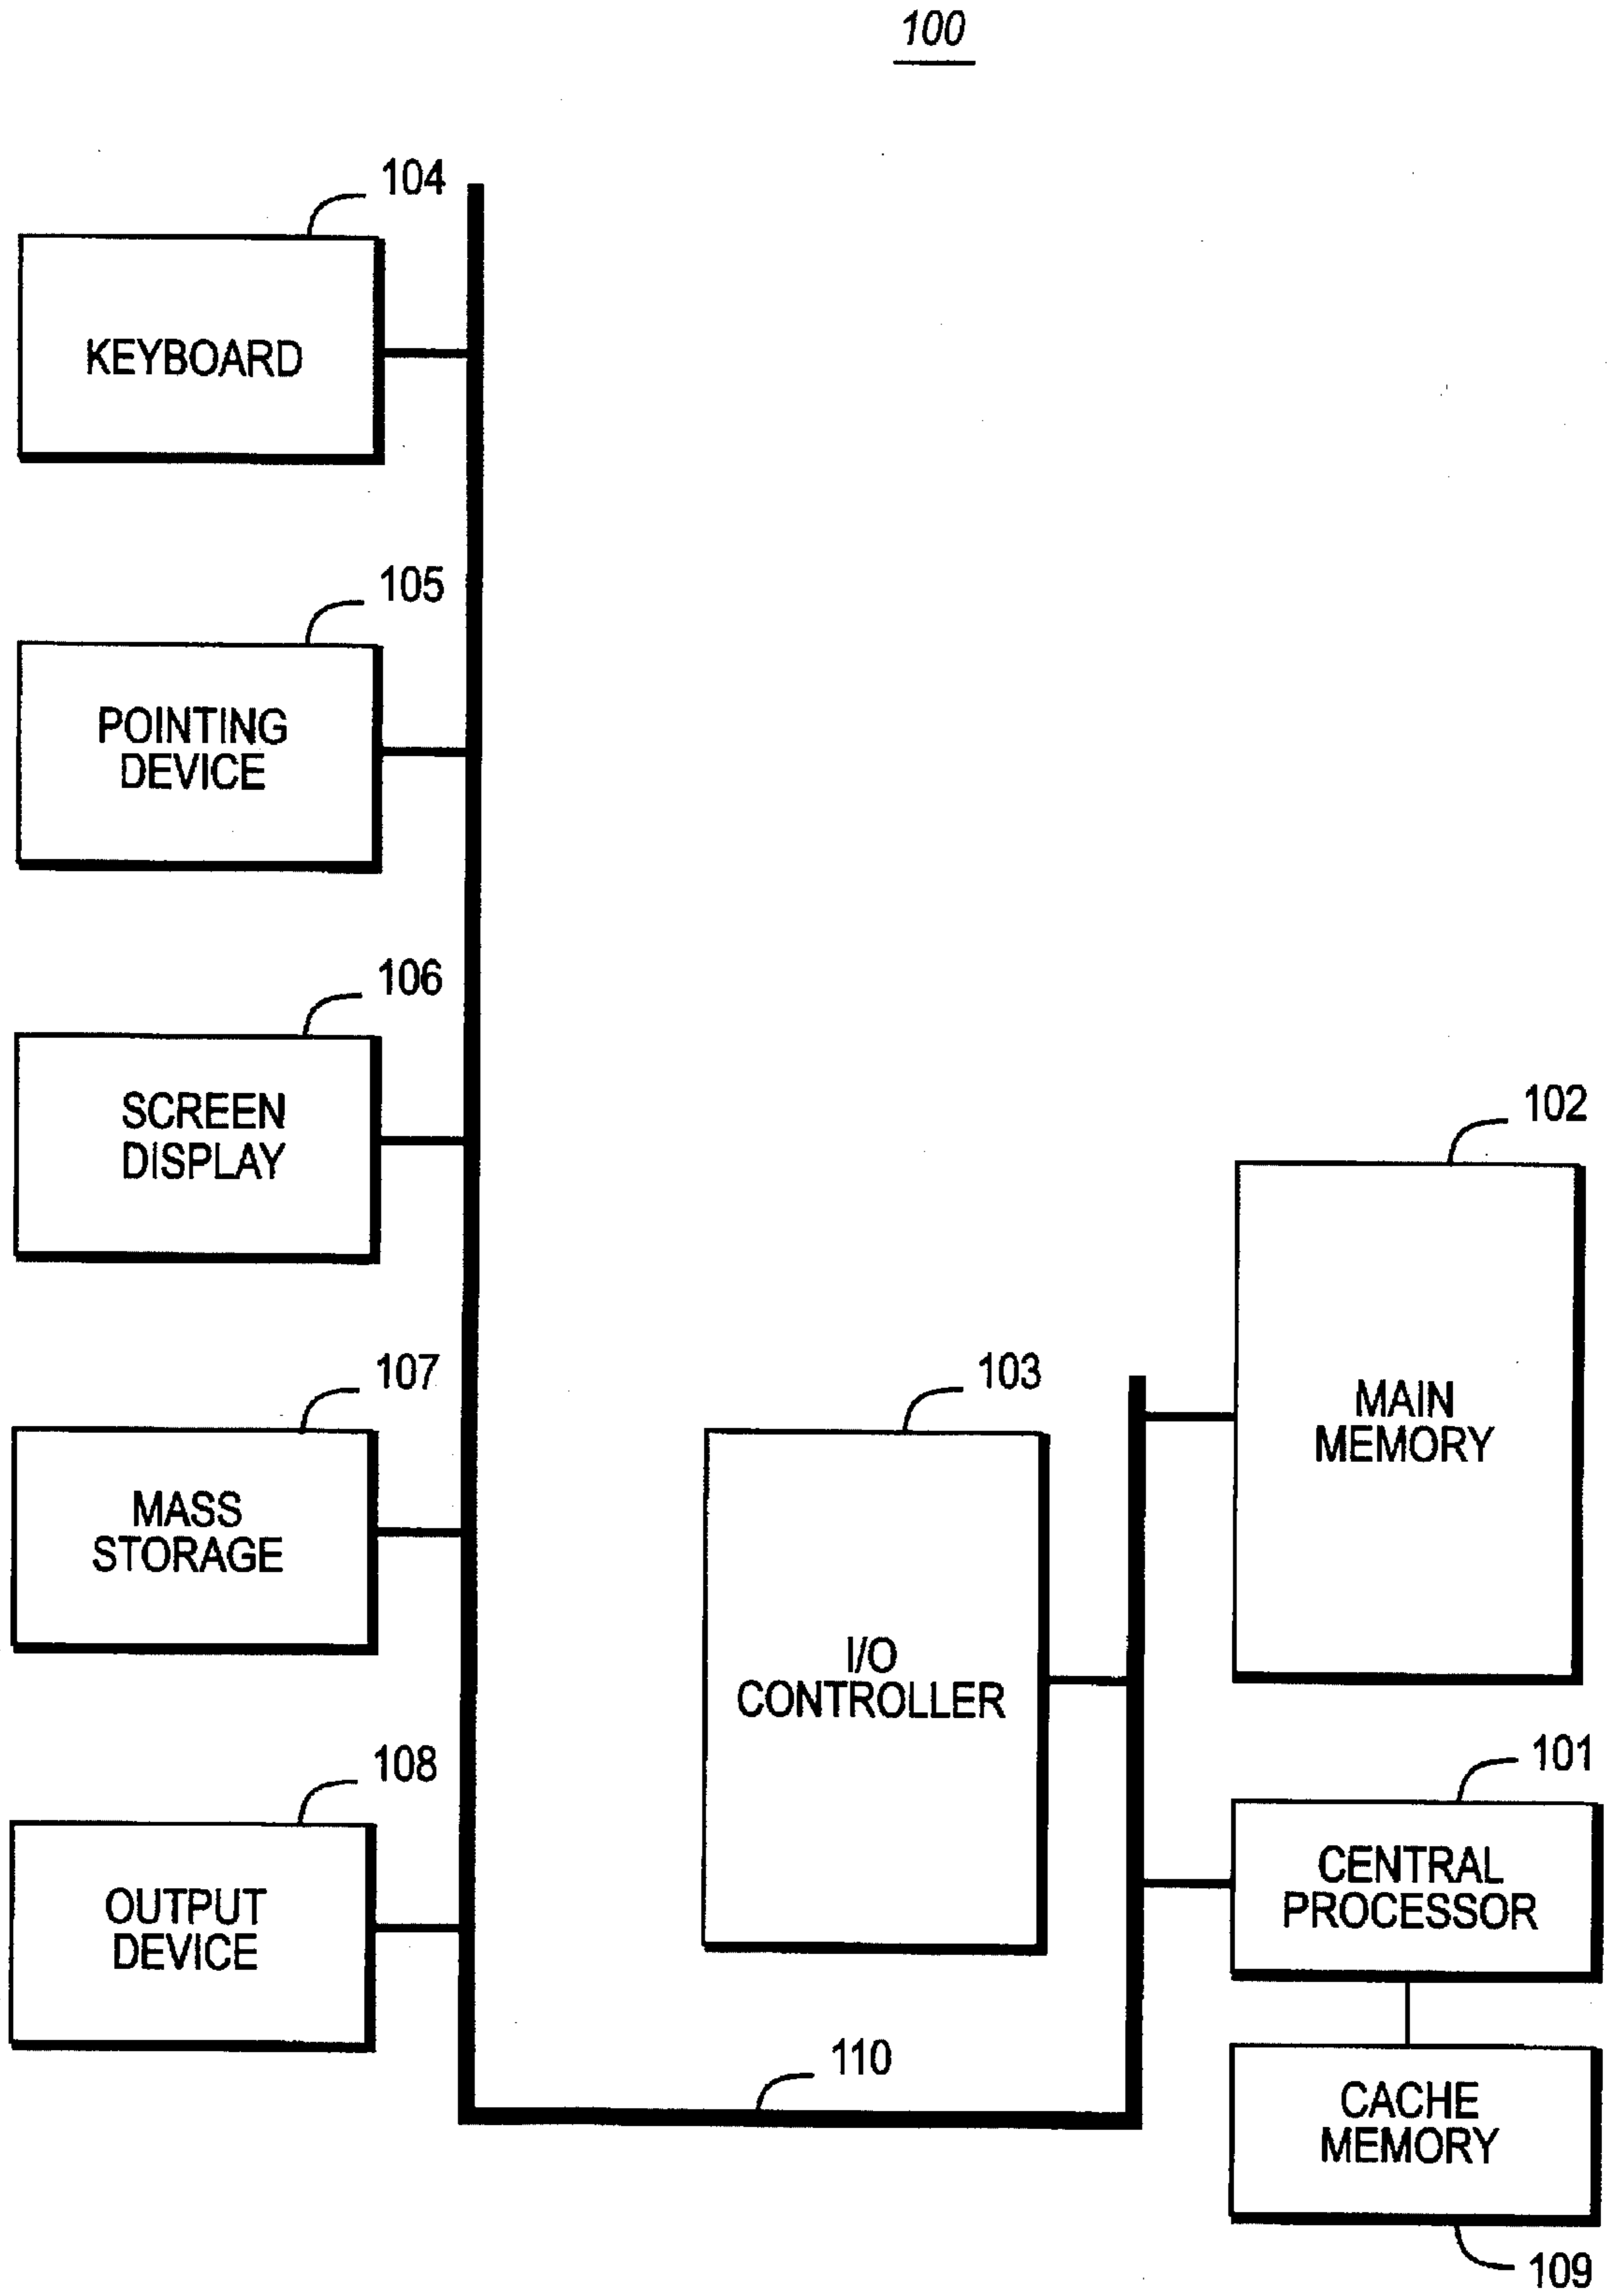 100
104
KEYBOARD
105
POINTING
DEVICE
106
SCREEN
DISPLAY
107
MASS
STORAGE
108
OUTPUT
DEVICE
103
I/O
CONTROLLER
102
MAIN
MEMORY
101
CENTRAL
PROCESSOR
CACHE
MEMORY
109
110